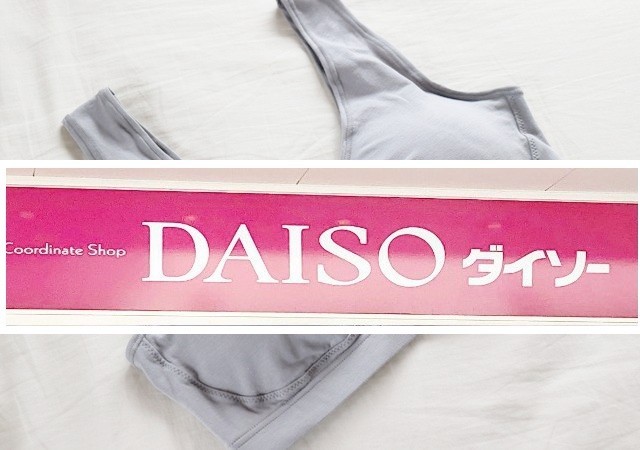 Coordinate Shop DAISO ダイソー